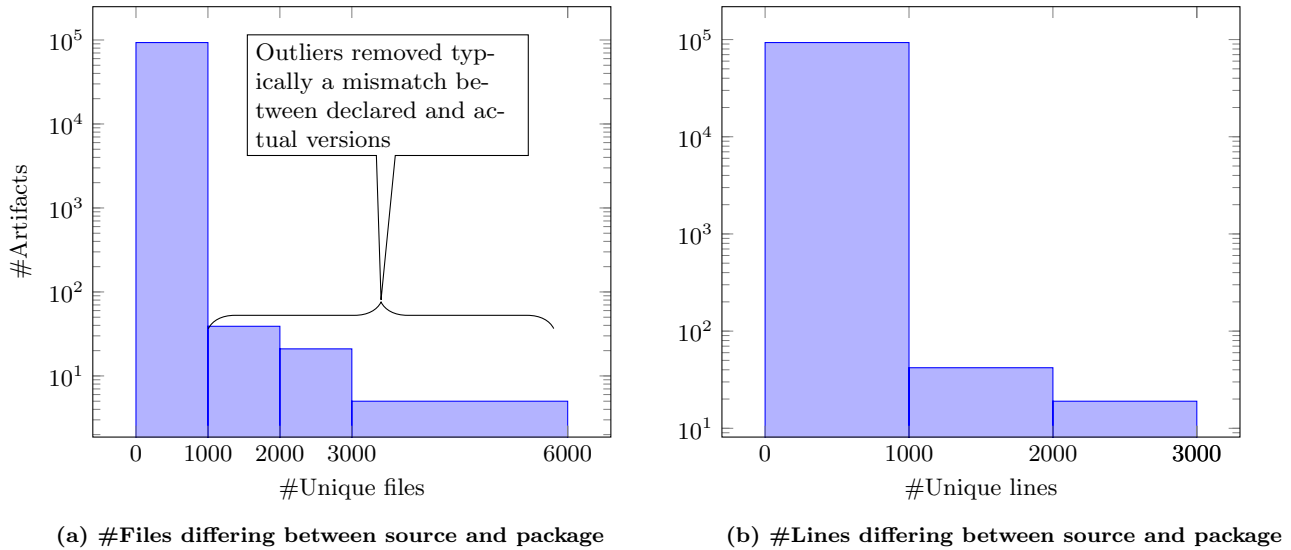 10^5
10^4
10^3
10^2
10^1
#Artifacts
Outliers removed typ-
ically a mismatch be-
tween declared and ac-
tual versions
0 1000 2000 3000 6000
#Unique files
(a) #Files differing between source and package
10^5
10^4
10^3
10^2
10^1
0 1000 2000 3000
#Unique lines
(b) #Lines differing between source and package